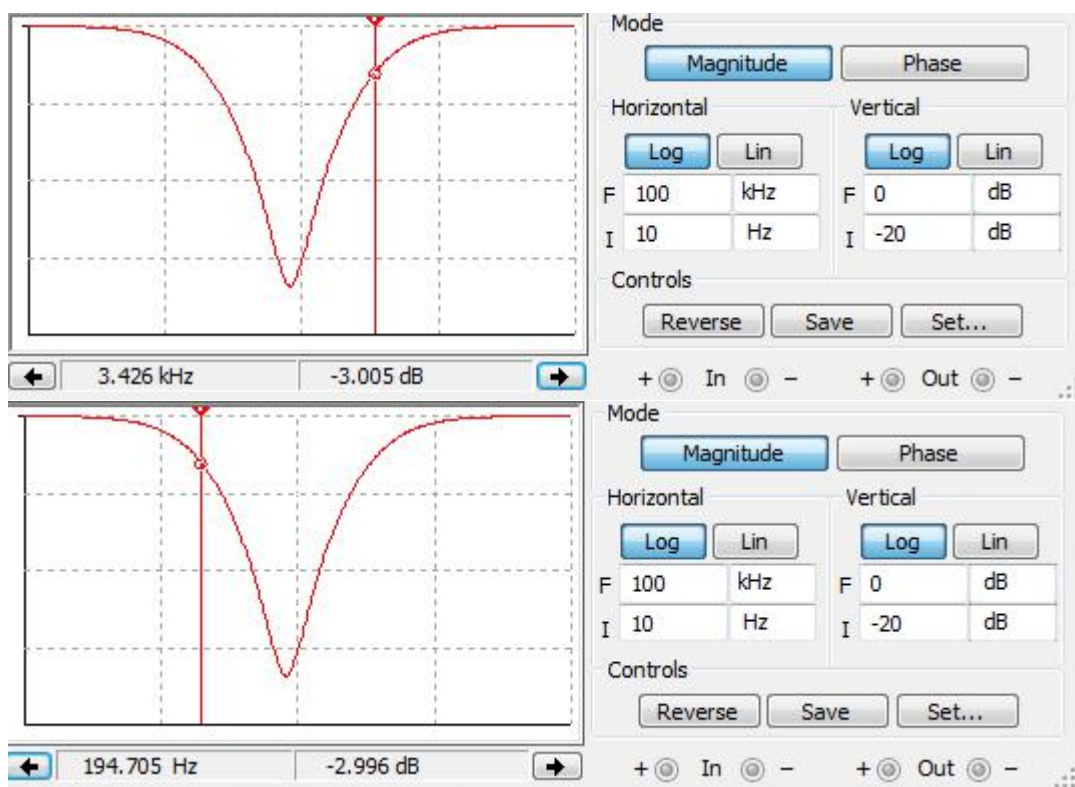 Mode
Magnitude Phase
Horizontal Vertical
Log Lin Log Lin
F 100 kHz F 0 dB
I 10 Hz I -20 dB
Controls
Reverse Save Set...
3.426 kHz -3.005 dB + In - + Out -
Mode
Magnitude Phase
Horizontal Vertical
Log Lin Log Lin
F 100 kHz F 0 dB
I 10 Hz I -20 dB
Controls
Reverse Save Set...
194.705 Hz -2.996 dB + In - + Out -